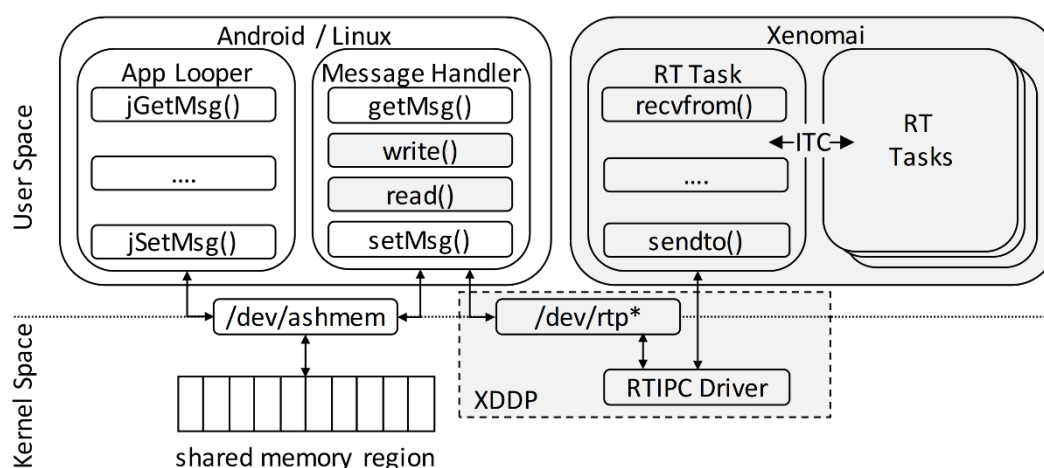 Android / Linux
Xenomai
App Looper
Message Handler
RT Task
jGetMsg()
getMsg()
recvfrom()
write()
ITC
RT
Tasks
....
....
read()
jSetMsg()
setMsg()
sendto()
User Space
/dev/ashmem
/dev/rtp*
Kernel Space
RTIPC Driver
XDDP
shared memory region